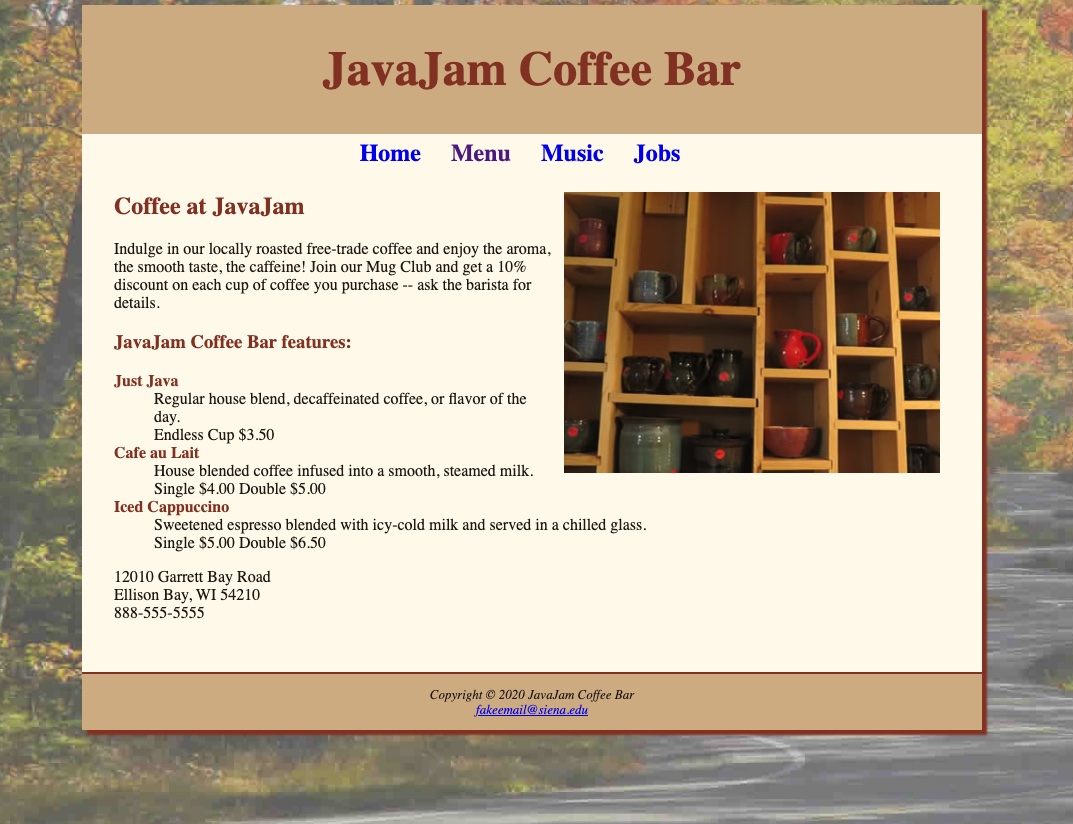 JavaJam Coffee Bar
Home Menu Music Jobs
Coffee at JavaJam
Indulge in our locally roasted free-trade coffee and enjoy the aroma,
the smooth taste, the caffeine! Join our Mug Club and get a 10%
discount on each cup of coffee you purchase -- ask the barista for
details.
JavaJam Coffee Bar features:
Just Java
Regular house blend, decaffeinated coffee, or flavor of the
day.
Endless Cup $3.50
Cafe au Lait
House blended coffee infused into a smooth, steamed milk.
Single $4.00 Double $5.00
Iced Cappuccino
Sweetened espresso blended with icy-cold milk and served in a chilled glass.
Single $5.00 Double $6.50
12010 Garrett Bay Road
Ellison Bay, WI 54210
888-555-5555
Copyright © 2020 JavaJam Coffee Bar
fakeemail@siena.edu